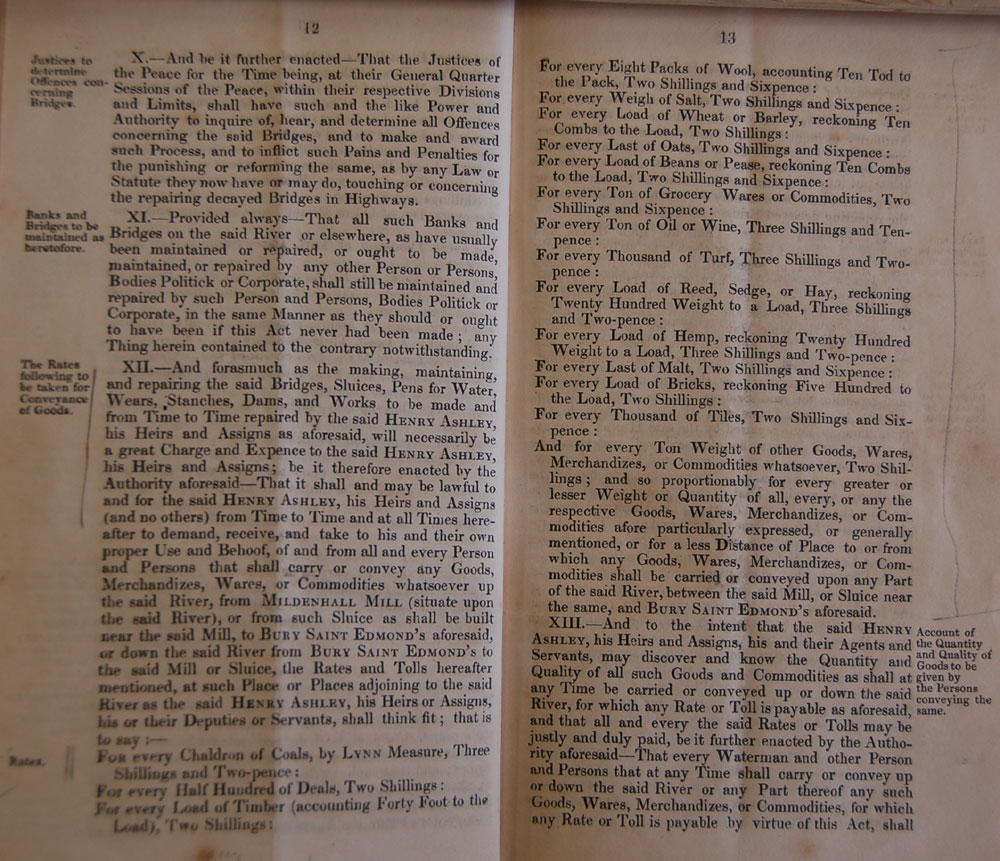 12
Justices to
determine
Offences con-
cerning
Bridges.
X.—And be it further enacted—That the Justices of
the Peace for the Time being, at their General Quarter
Sessions of the Peace, within their respective Divisions
and Limits, shall have such and the like Power and
Authority to inquire of, hear, and determine all Offences
concerning the said Bridges, and to make and award
such Process, and to inflict such Pains and Penalties for
the punishing or reforming the same, as by any Law or
Statute they now have or may do, touching or concerning
the repairing decayed Bridges in Highways.
Banks and
Bridges to be
maintained as
heretofore.
XI.—Provided always—That all such Banks and
Bridges on the said River or elsewhere, as have usually
been maintained or repaired, or ought to be made,
maintained, or repaired by any other Person or Persons,
Bodies Politick or Corporate, shall still be maintained and
repaired by such Person and Persons, Bodies Politick or
Corporate, in the same Manner as they should or ought
to have been if this Act never had been made; any
Thing herein contained to the contrary notwithstanding.
The Rates
following to
be taken for
Conveyance
of Goods.
XII.—And forasmuch as the making, maintaining,
and repairing the said Bridges, Sluices, Pens for Water,
Wears, Stanches, Dams, and Works to be made and
from Time to Time repaired by the said HENRY ASHLEY,
his Heirs and Assigns as aforesaid, will necessarily be
a great Charge and Expence to the said HENRY ASHLEY,
his Heirs and Assigns; be it therefore enacted by the
Authority aforesaid—That it shall and may be lawful to
and for the said HENRY ASHLEY, his Heirs and Assigns
(and no others) from Time to Time and at all Times here-
after to demand, receive, and take to his and their own
proper Use and Behoof, of and from all and every Person
and Persons that shall carry or convey any Goods,
Merchandizes, Wares, or Commodities whatsoever up
the said River, from MILDENHALL MILL (situate upon
the said River), or from such Sluice as shall be built
near the said Mill, to BURY SAINT EDMOND'S aforesaid,
or down the said River from BURY SAINT EDMOND'S to
the said Mill or Sluice, the Rates and Tolls hereafter
mentioned, at such Place or Places adjoining to the said
River as the said HENRY ASHLEY, his Heirs or Assigns,
his or their Deputies or Servants, shall think fit; that is
to say:—
Rates.
For every Chaldron of Coals, by LYNN Measure, Three
Shillings and Two-pence:
For every Half Hundred of Deals, Two Shillings:
For every Load of Timber (accounting Forty Foot to the
Load), Two Shillings:
13
For every Eight Packs of Wool, accounting Ten Tod to
the Pack, Two Shillings and Sixpence:
For every Weigh of Salt, Two Shillings and Sixpence:
For every Load of Wheat or Barley, reckoning Ten
Combs to the Load, Two Shillings:
For every Last of Oats, Two Shillings and Sixpence:
For every Load of Beans or Pease, reckoning Ten Combs
to the Load, Two Shillings and Sixpence:
For every Ton of Grocery Wares or Commodities, Two
Shillings and Sixpence:
For every Ton of Oil or Wine, Three Shillings and Ten-
pence:
For every Thousand of Turf, Three Shillings and Two-
pence:
For every Load of Reed, Sedge, or Hay, reckoning
Twenty Hundred Weight to a Load, Three Shillings
and Two-pence:
For every Load of Hemp, reckoning Twenty Hundred
Weight to a Load, Three Shillings and Two-pence:
For every Last of Malt, Two Shillings and Sixpence:
For every Load of Bricks, reckoning Five Hundred to
the Load, Two Shillings:
For every Thousand of Tiles, Two Shillings and Six-
pence:
And for every Ton Weight of other Goods, Wares,
Merchandizes, or Commodities whatsoever, Two Shil-
lings; and so proportionably for every greater or
lesser Weight or Quantity of all, every, or any the
respective Goods, Wares, Merchandizes, or Com-
modities afore particularly expressed, or generally
mentioned, or for a less Distance of Place to or from
which any Goods, Wares, Merchandizes, or Com-
modities shall be carried or conveyed upon any Part
of the said River, between the said Mill, or Sluice near
the same, and BURY SAINT EDMOND'S aforesaid.
XIII.—And to the intent that the said HENRY
ASHLEY, his Heirs and Assigns, his and their Agents and
Servants, may discover and know the Quantity and
Quality of all such Goods and Commodities as shall at
any Time be carried or conveyed up or down the said
River, for which any Rate or Toll is payable as aforesaid,
and that all and every the said Rates or Tolls may be
justly and duly paid, be it further enacted by the Autho-
rity aforesaid—That every Waterman and other Person
and Persons that at any Time shall carry or convey up
or down the said River or any Part thereof any such
Goods, Wares, Merchandizes, or Commodities, for which
any Rate or Toll is payable by virtue of this Act, shall
Account of
the Quantity
and Quality of
Goods to be
given by
the Persons
conveying the
same.